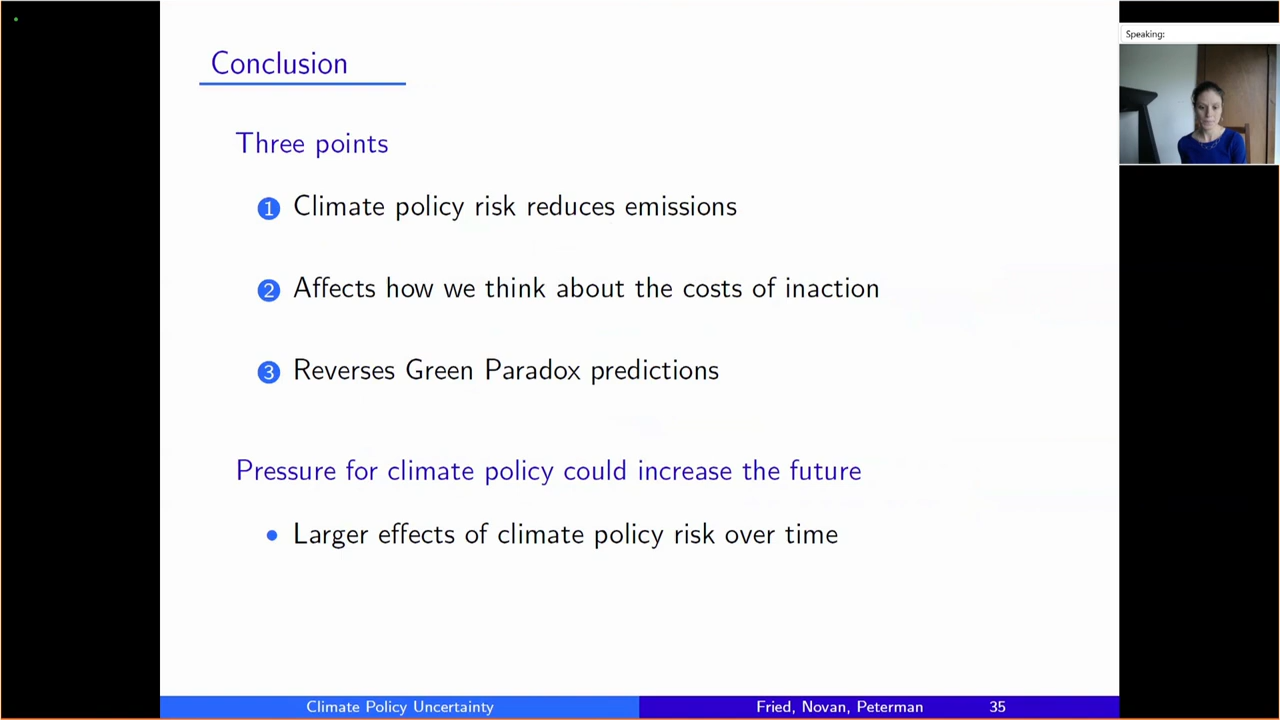 Conclusion
Speaking:
Three points
1 Climate policy risk reduces emissions
2 Affects how we think about the costs of inaction
3 Reverses Green Paradox predictions
Pressure for climate policy could increase the future
• Larger effects of climate policy risk over time
Climate Policy Uncertainty
Fried, Novan, Peterman 35